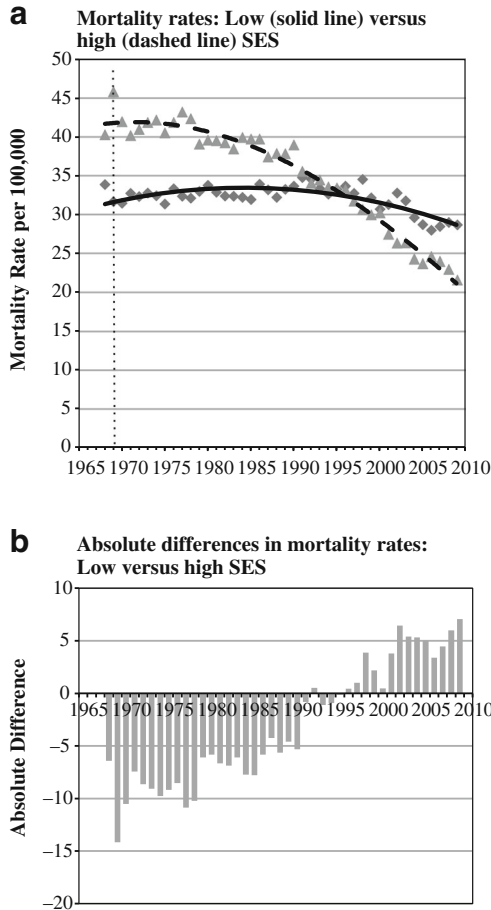 a
Mortality rates: Low (solid line) versus
high (dashed line) SES
Mortality Rate per 100,000
50
45
40
35
30
25
20
15
10
5
0
1965 1970 1975 1980 1985 1990 1995 2000 2005 2010
b
Absolute differences in mortality rates:
Low versus high SES
Absolute Difference
10
5
0
1965 1970 1975 1980 1985 1990 1995 2000 2005 2010
−5
−10
−15
−20